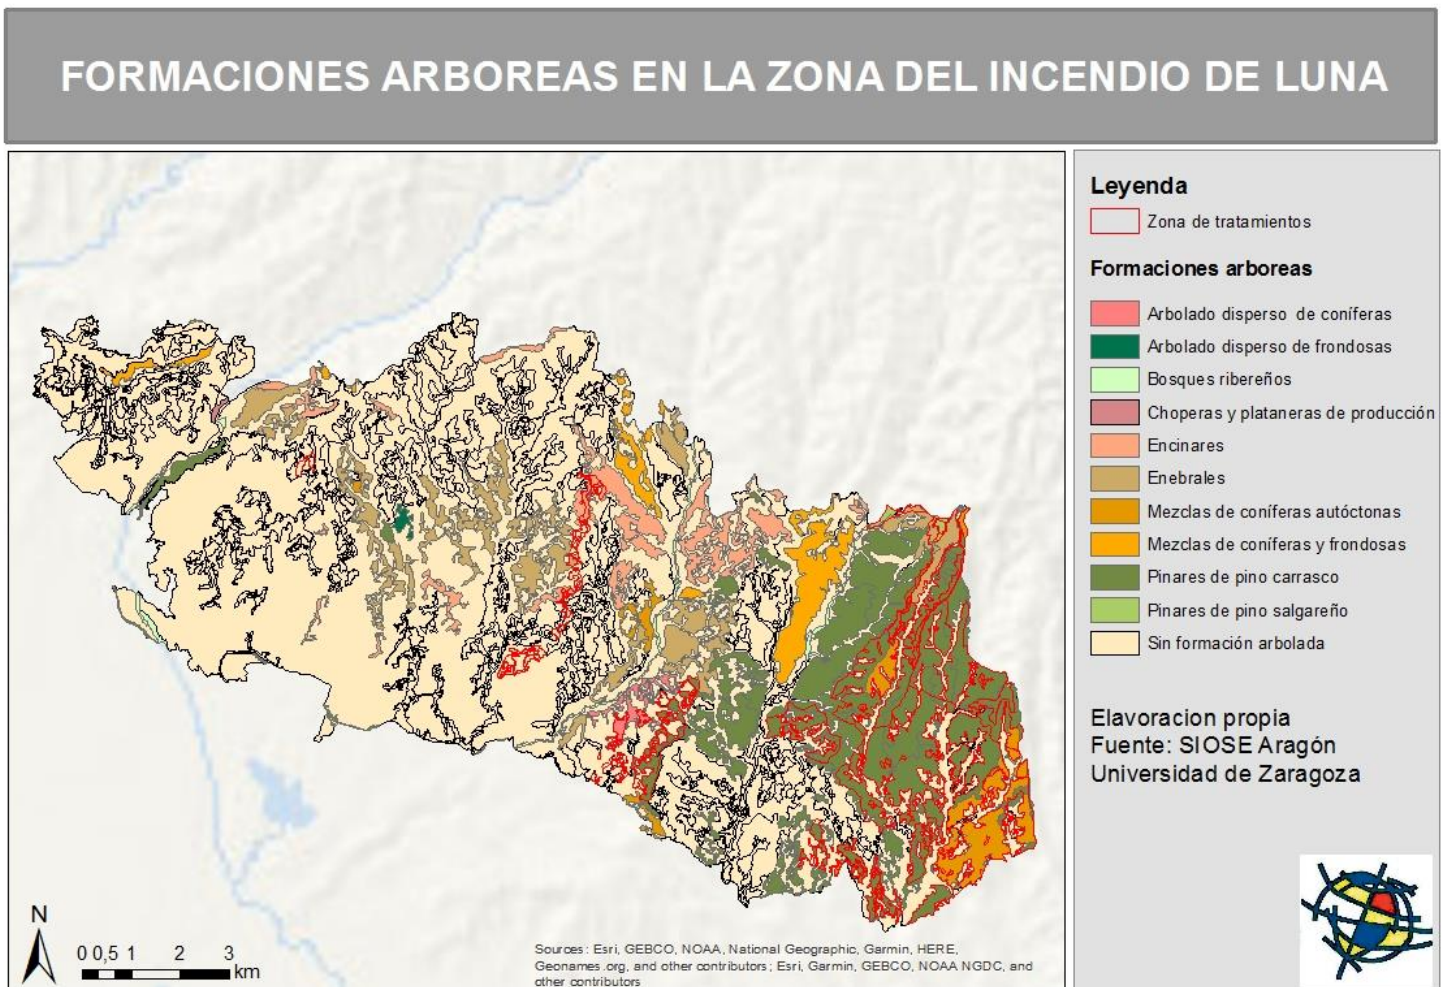 FORMACIONES ARBOREAS EN LA ZONA DEL INCENDIO DE LUNA
Leyenda
Zona de tratamientos
Formaciones arboreas
Arbolado disperso de coníferas
Arbolado disperso de frondosas
Bosques ribereños
Choperas y plataneras de producción
Encinares
Enebrales
Mezclas de coníferas autóctonas
Mezclas de coníferas y frondosas
Pinares de pino carrasco
Pinares de pino salgareño
Sin formación arbolada
Elavoracion propia
Fuente: SIOSE Aragón
Universidad de Zaragoza
N
0 0,5 1 2 3
km
Sources: Esri, GEBCO, NOAA, National Geographic, Garmin, HERE,
Geonames.org, and other contributors; Esri, Garmin, GEBCO, NOAA NGDC, and
other contributors